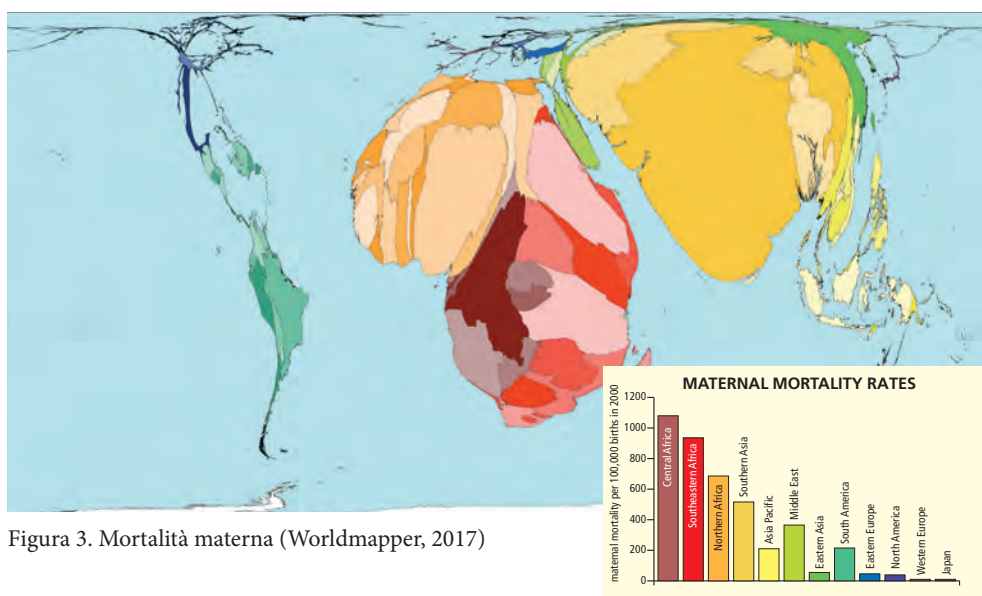 MATERNAL MORTALITY RATES
maternal mortality per 100,000 births in 2000
1200
1000
800
600
400
200
0
Central Africa
Southeastern Africa
Northern Africa
Southern Asia
Asia Pacific
Middle East
Eastern Asia
South America
Eastern Europe
North America
Western Europe
Japan
Figura 3. Mortalità materna (Worldmapper, 2017)